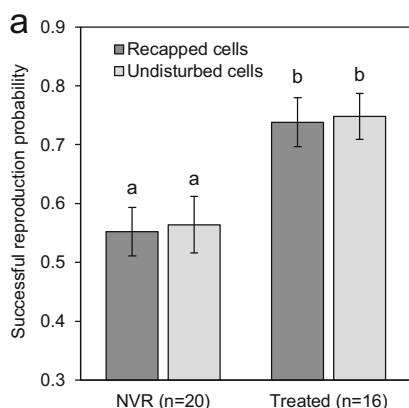 a
Successful reproduction probability
0.9
0.8
0.7
0.6
0.5
0.4
0.3
Recapped cells
Undisturbed cells
a
a
b
b
NVR (n=20)
Treated (n=16)